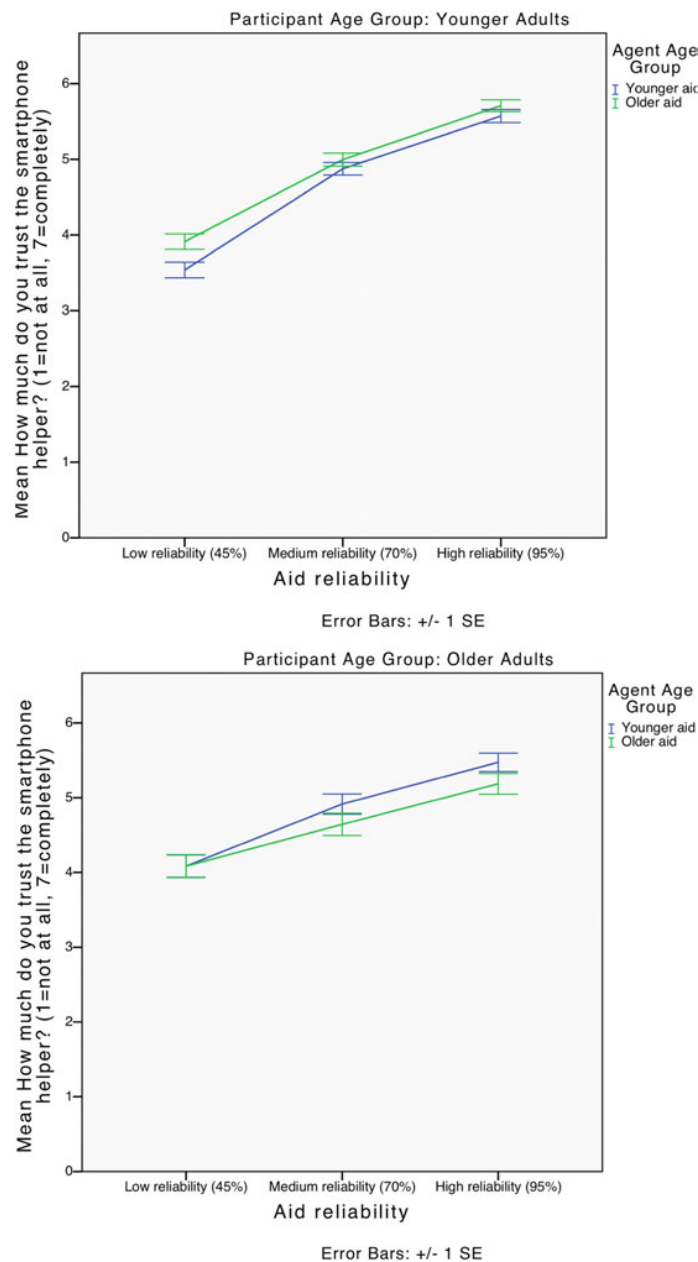 Participant Age Group: Younger Adults
Agent Age
Group
Younger aid
Older aid
Mean How much do you trust the smartphone
helper? (1=not at all, 7=completely)
6
5
4
3
2
1
0
Low reliability (45%) Medium reliability (70%) High reliability (95%)
Aid reliability
Error Bars: +/- 1 SE
Participant Age Group: Older Adults
Agent Age
Group
Younger aid
Older aid
Mean How much do you trust the smartphone
helper? (1=not at all, 7=completely)
6
5
4
3
2
1
0
Low reliability (45%) Medium reliability (70%) High reliability (95%)
Aid reliability
Error Bars: +/- 1 SE